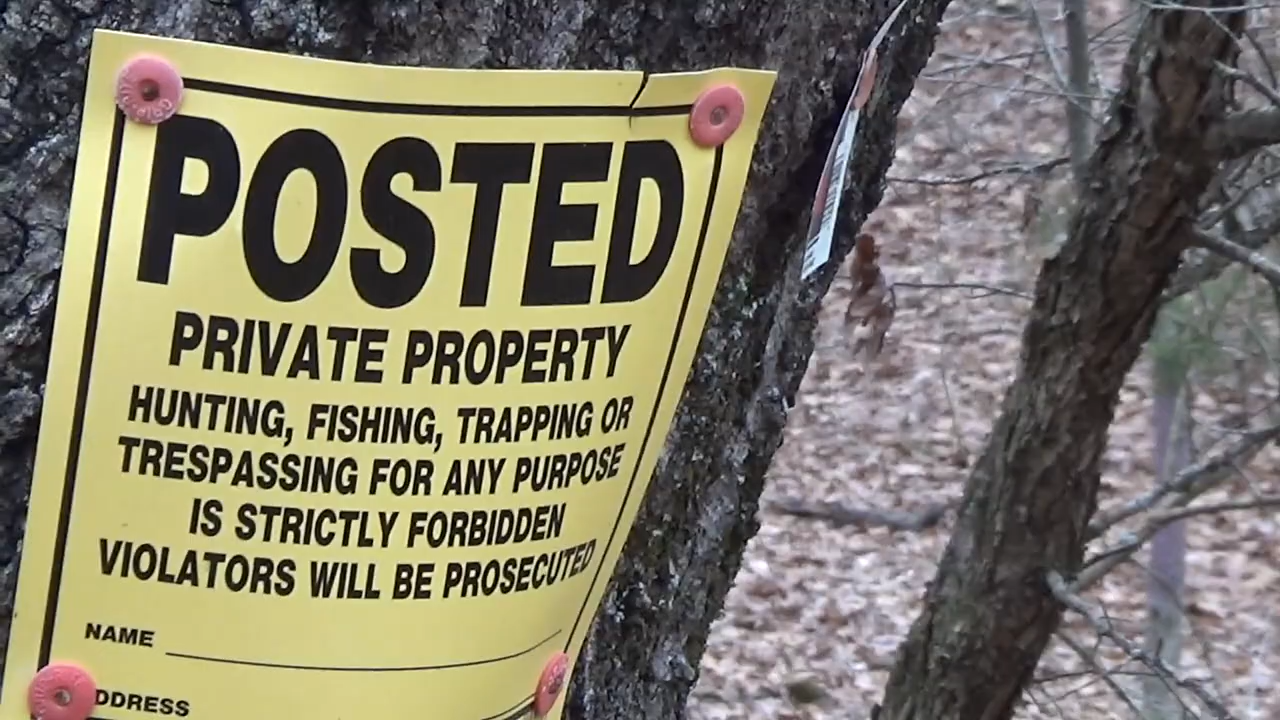 POSTED
PRIVATE PROPERTY
HUNTING, FISHING, TRAPPING OR
TRESPASSING FOR ANY PURPOSE
IS STRICTLY FORBIDDEN
VIOLATORS WILL BE PROSECUTED
NAME
DDRESS